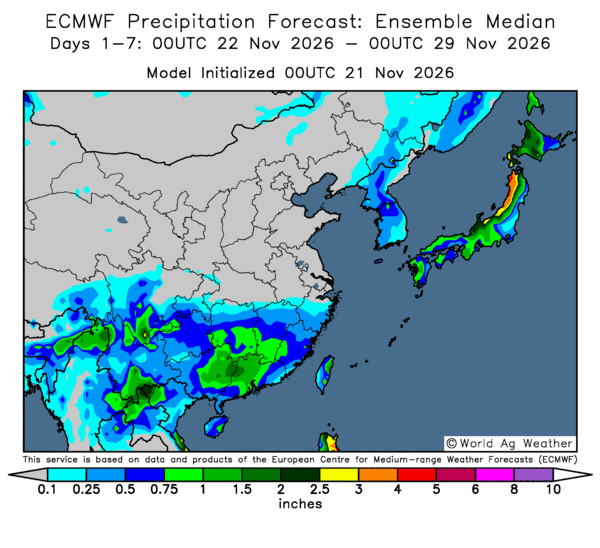 ECMWF Precipitation Forecast: Ensemble Median
Days 1-7: 00UTC 22 Nov 2026 - 00UTC 29 Nov 2026
Model Initialized 00UTC 21 Nov 2026
© World Ag Weather
This service is based on data and products of the European Centre for Medium-range Weather Forecasts (ECMWF)
0.1 0.25 0.5 0.75 1 1.5 2 2.5 3 4 5 6 8 10
inches